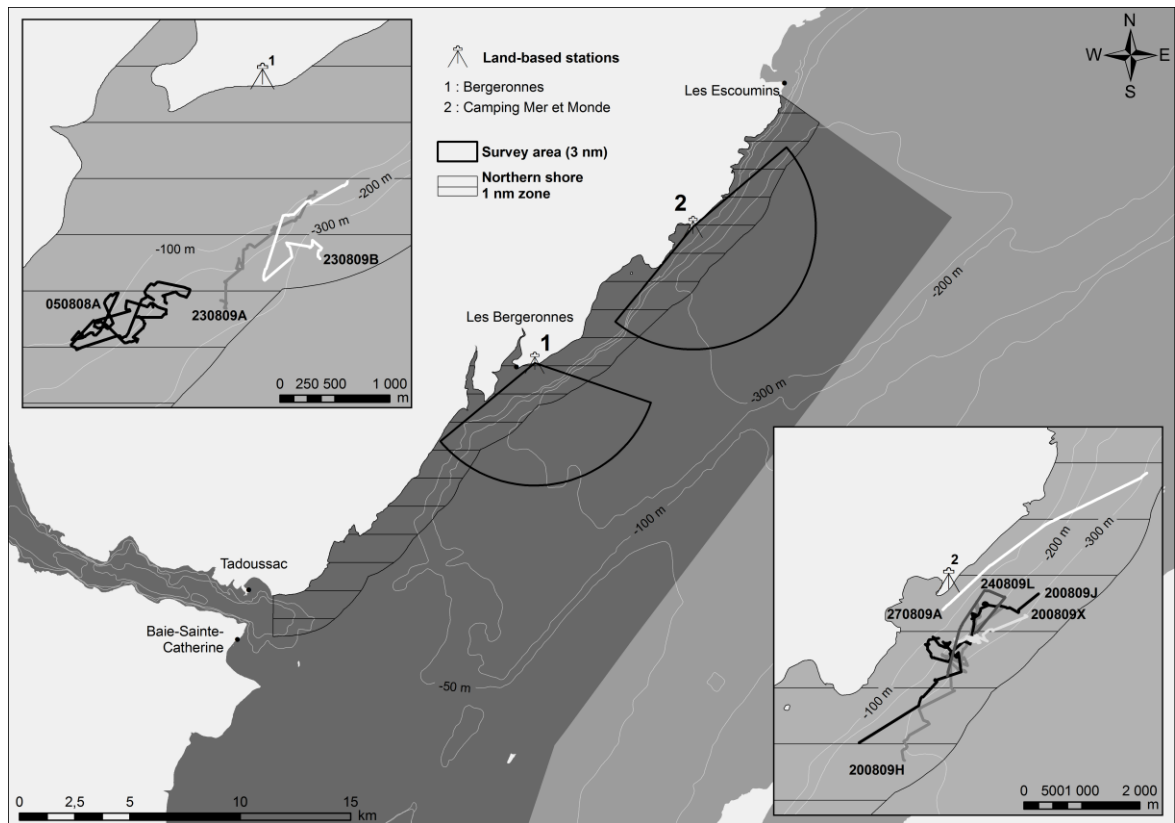 1
-200 m
-300 m
-100 m
230809B
050808A
230809A
0 250 500 1 000
m
Land-based stations
1 : Bergeronnes
2 : Camping Mer et Monde
Survey area (3 nm)
Northern shore
1 nm zone
N
W E
S
Les Escoumins
2
-200 m
Les Bergeronnes
1
-300 m
-100 m
Tadoussac
Baie-Sainte-
Catherine
-50 m
0 2,5 5 10 15
km
-200 m
-300 m
2
240809L
200809J
270809A
200809X
-100 m
200809H
0 5001 000 2 000
m